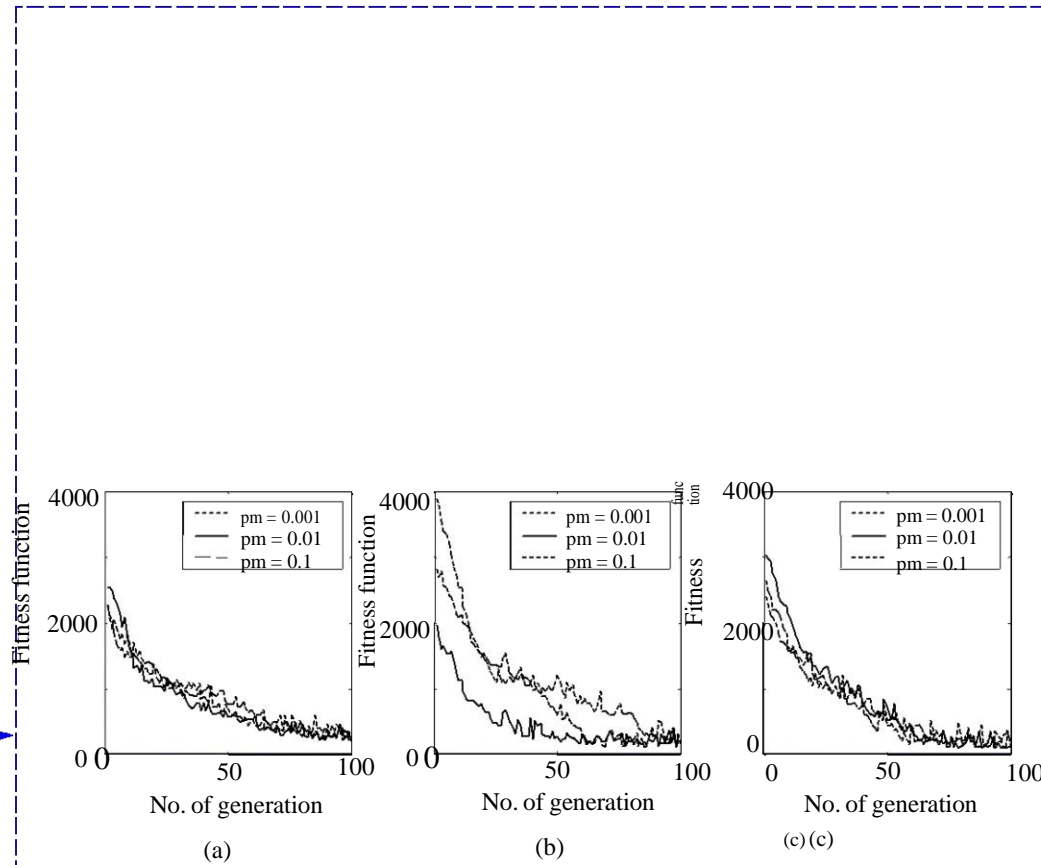 4000
2000
0
0
50
100
Fitness function
pm = 0.001
pm = 0.01
pm = 0.1
No. of generation
(a)
4000
2000
0
0
50
100
Fitness function
pm = 0.001
pm = 0.01
pm = 0.1
No. of generation
(b)
4000
2000
0
0
50
100
Fitness
func
tion
pm = 0.001
pm = 0.01
pm = 0.1
No. of generation
(c) (c)